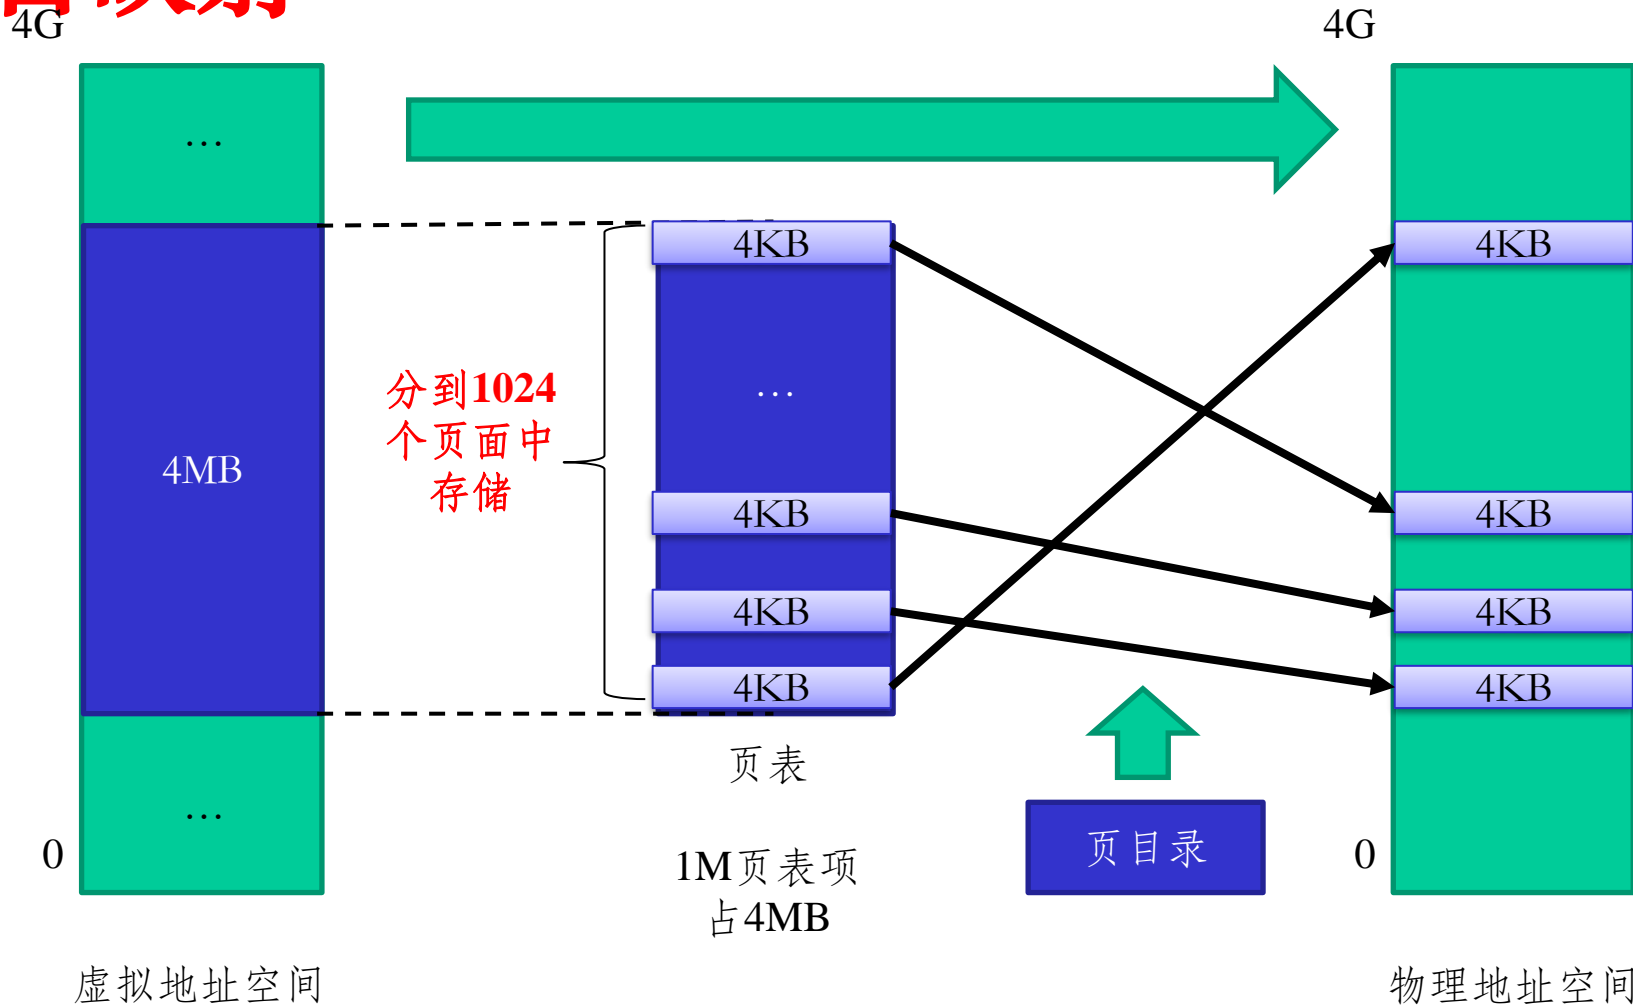 4G
4G
…
4KB
4KB
分到1024
个页面中
存储
…
4MB
4KB
4KB
4KB
4KB
4KB
4KB
页表
…
页目录
0
0
1M页表项
占4MB
虚拟地址空间
物理地址空间